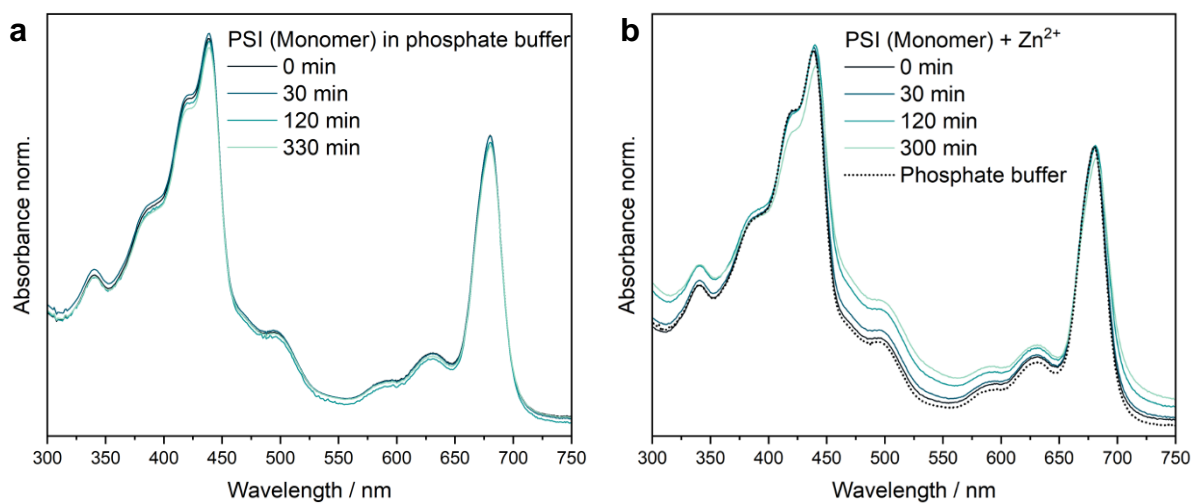 a
PSI (Monomer) in phosphate buffer
0 min
30 min
120 min
330 min
Absorbance norm.
300 350 400 450 500 550 600 650 700 750
Wavelength / nm
b
PSI (Monomer) + Zn²⁺
0 min
30 min
120 min
300 min
Phosphate buffer
Absorbance norm.
300 350 400 450 500 550 600 650 700 750
Wavelength / nm